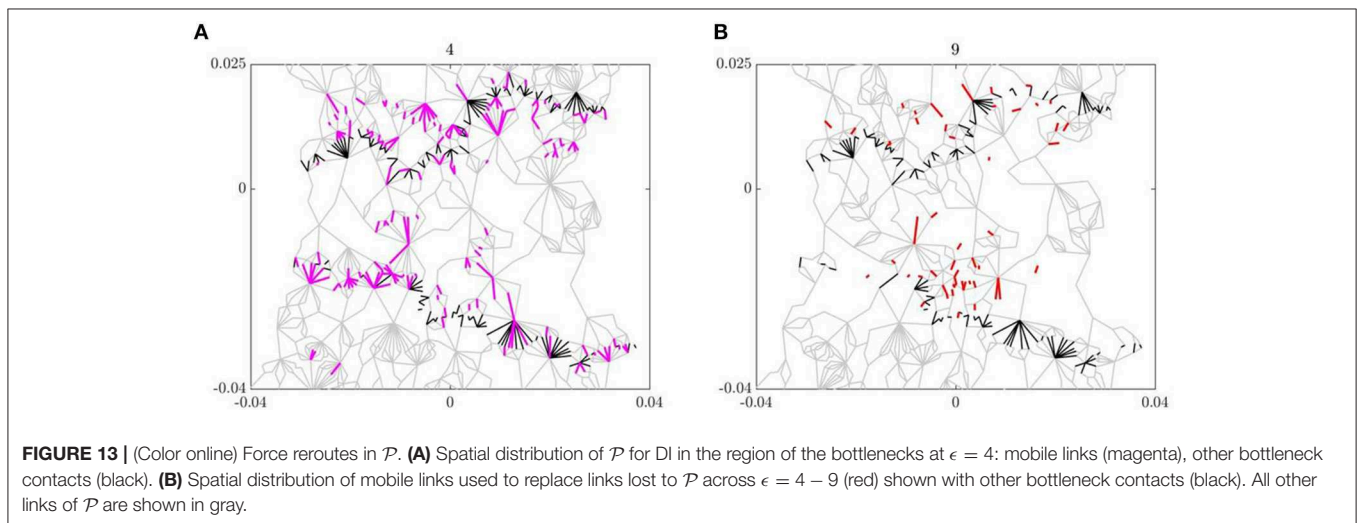 A
B
4
9
0.025
0.025
0
0
-0.04
-0.04
-0.04
0
0.04
-0.04
0
0.04
FIGURE 13 | (Color online) Force reroutes in 𝒫. (A) Spatial distribution of 𝒫 for DI in the region of the bottlenecks at ϵ = 4: mobile links (magenta), other bottleneck
contacts (black). (B) Spatial distribution of mobile links used to replace links lost to 𝒫 across ϵ = 4 – 9 (red) shown with other bottleneck contacts (black). All other
links of 𝒫 are shown in gray.